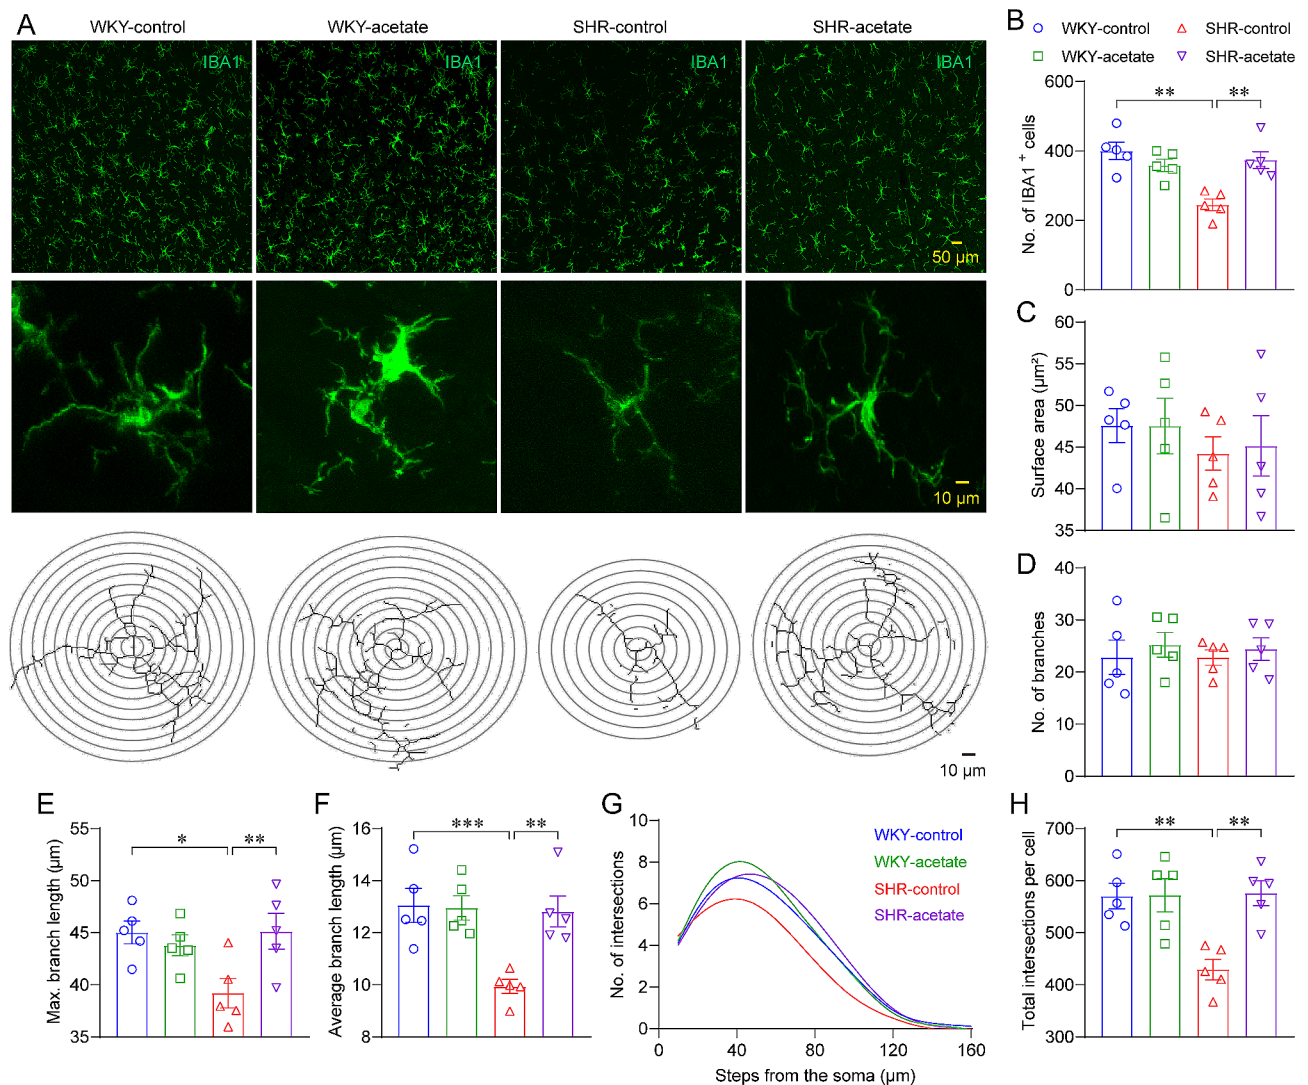 A
WKY-control
WKY-acetate
SHR-control
SHR-acetate
IBA1
IBA1
IBA1
IBA1
50 µm
10 µm
10 µm
B
WKY-control
SHR-control
WKY-acetate
SHR-acetate
No. of IBA1⁺ cells
600
400
200
0
**
**
C
Surface area (µm²)
60
55
50
45
40
35
D
No. of branches
40
30
20
10
0
E
Max. branch length (µm)
55
50
45
40
35
*
**
F
Average branch length (µm)
16
14
12
10
8
***
**
G
No. of intersections
10
8
6
4
2
0
WKY-control
WKY-acetate
SHR-control
SHR-acetate
0
40
80
120
160
Steps from the soma (µm)
H
Total intersections per cell
700
600
500
400
300
**
**